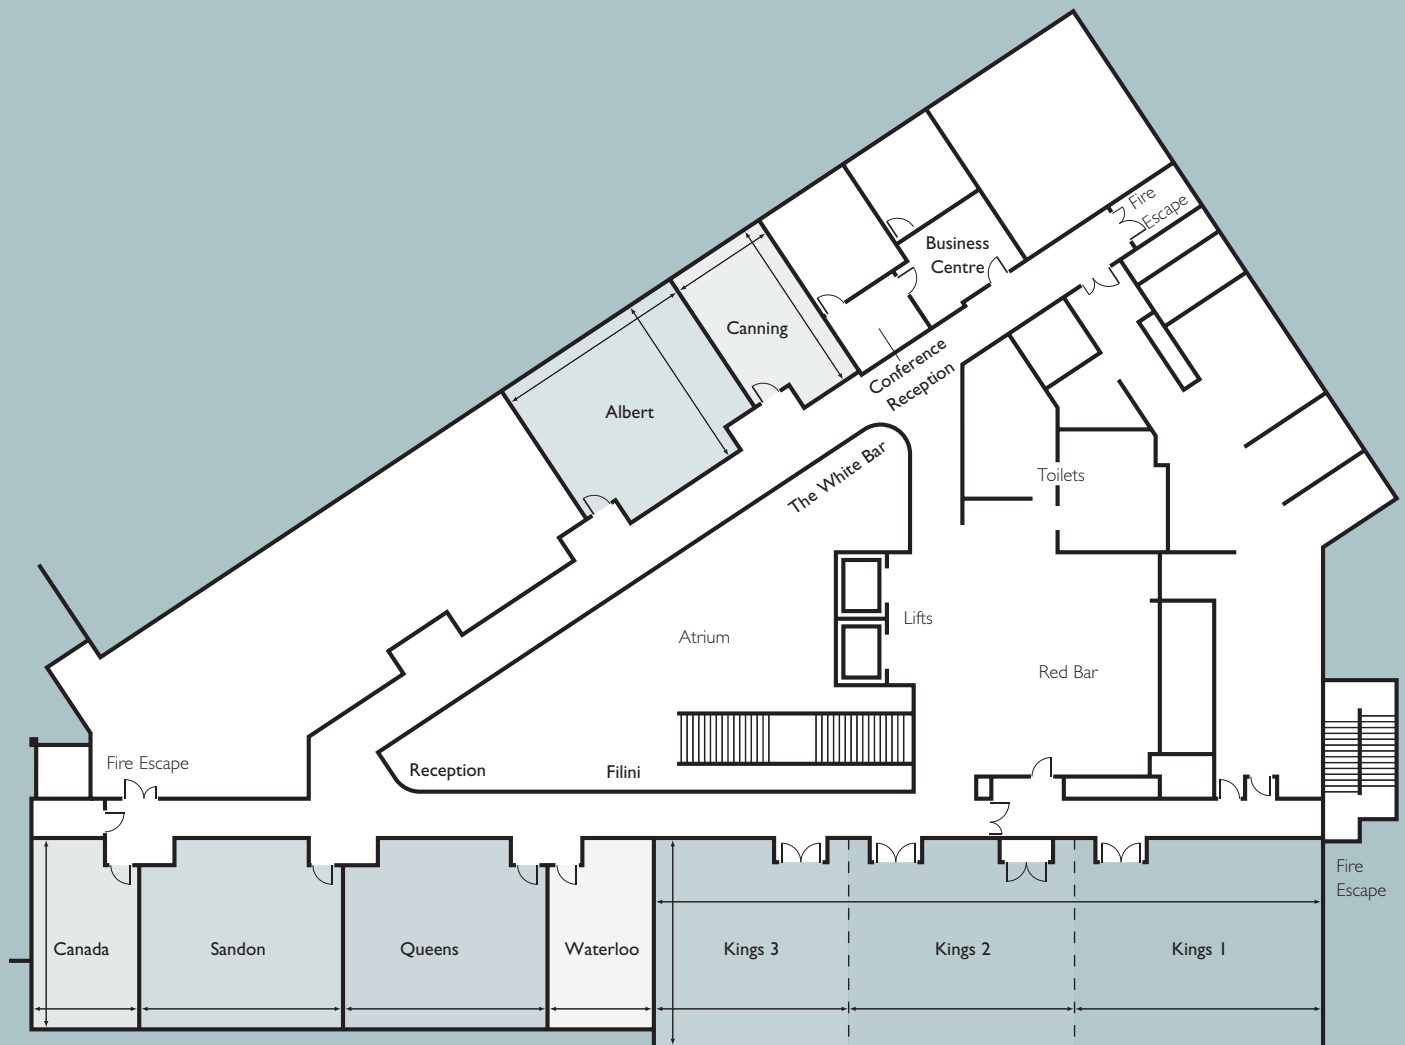 Fire
Escape
Business
Centre
Canning
Conference
Reception
Albert
The White Bar
Toilets
Lifts
Atrium
Red Bar
Fire Escape
Reception
Filini
Fire
Escape
Canada
Sandon
Queens
Waterloo
Kings 3
Kings 2
Kings 1